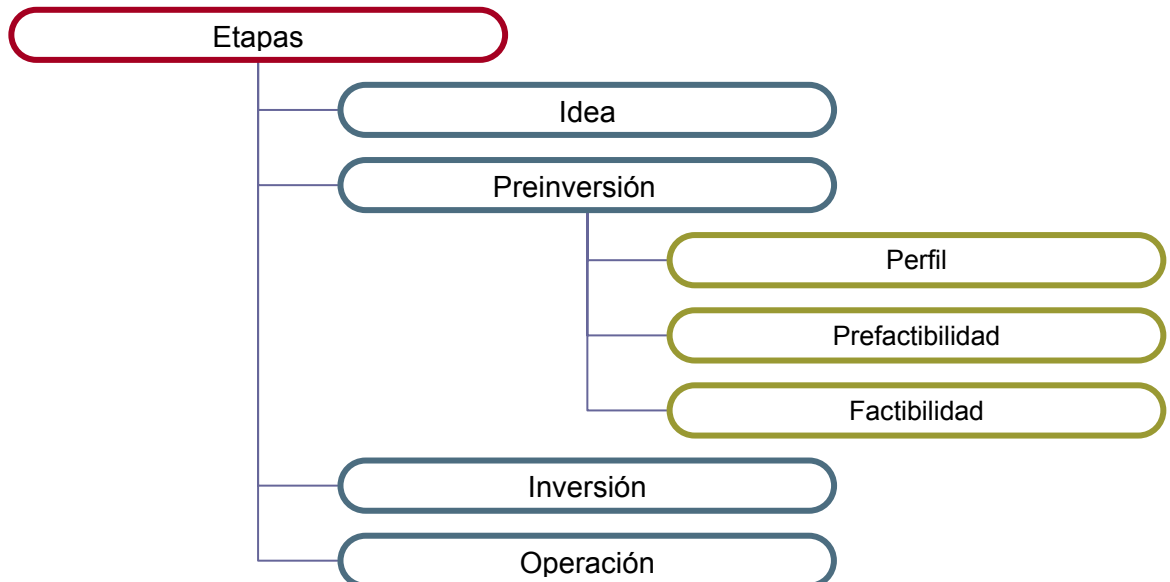 Etapas
Idea
Preinversión
Perfil
Prefactibilidad
Factibilidad
Inversión
Operación